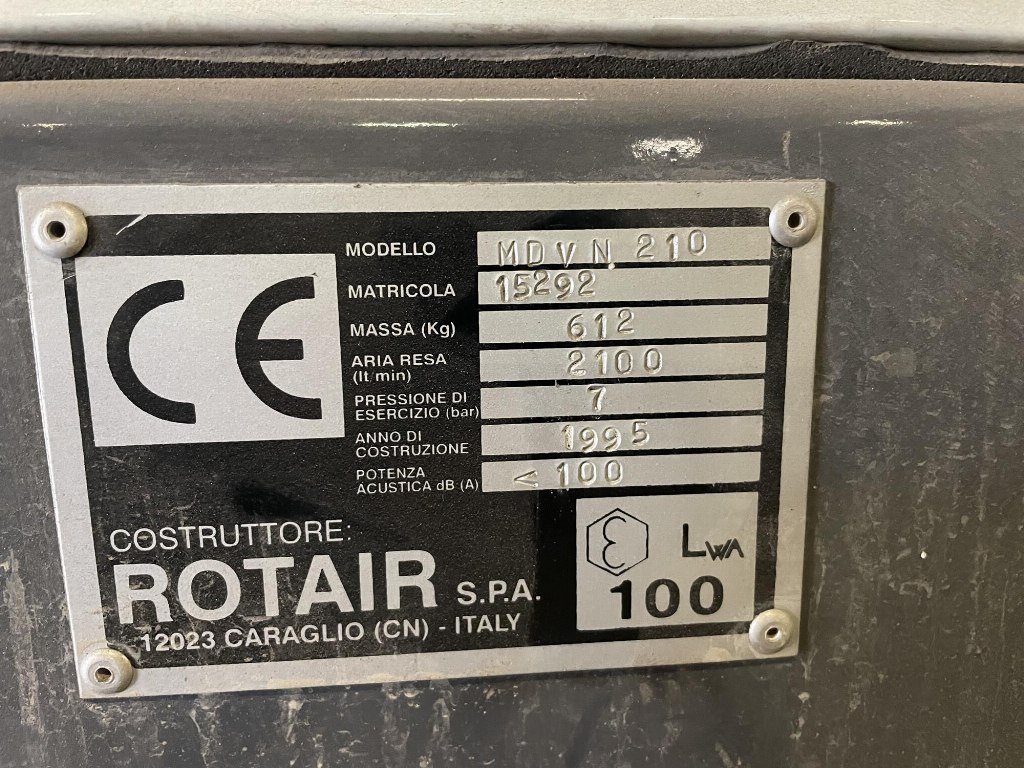 CE
MODELLO MDVN 210
MATRICOLA 15292
MASSA (Kg) 612
ARIA RESA
(lt min) 2100
PRESSIONE DI
ESERCIZIO (bar) 7
ANNO DI
COSTRUZIONE 1995
POTENZA
ACUSTICA dB (A) < 100
COSTRUTTORE:
ROTAIR S.P.A.
12023 CARAGLIO (CN) - ITALY
ε LWA
100